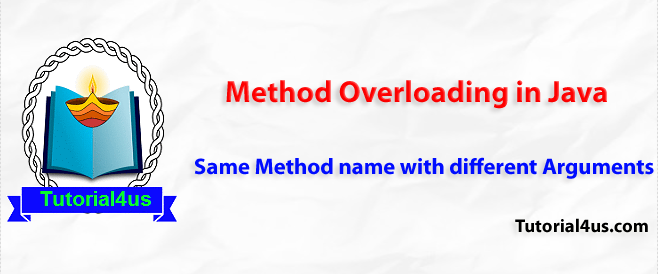 Method Overloading in Java
Same Method name with different Arguments
Tutorial4us
Tutorial4us.com